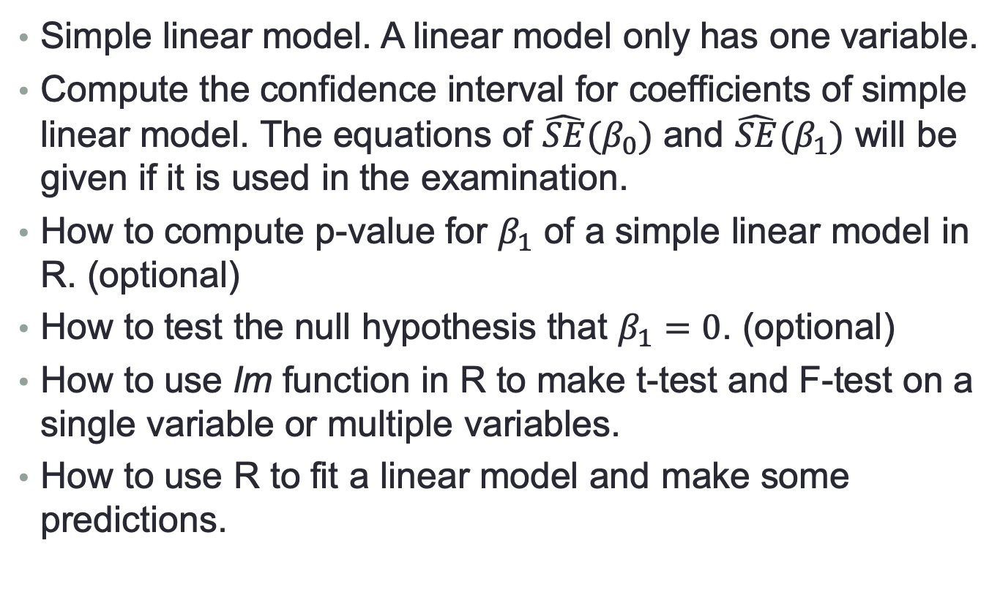 • Simple linear model. A linear model only has one variable.
• Compute the confidence interval for coefficients of simple
linear model. The equations of $\widehat{SE}(\beta_0)$ and $\widehat{SE}(\beta_1)$ will be
given if it is used in the examination.
• How to compute p-value for $\beta_1$ of a simple linear model in
R. (optional)
• How to test the null hypothesis that $\beta_1 = 0$. (optional)
• How to use lm function in R to make t-test and F-test on a
single variable or multiple variables.
• How to use R to fit a linear model and make some
predictions.